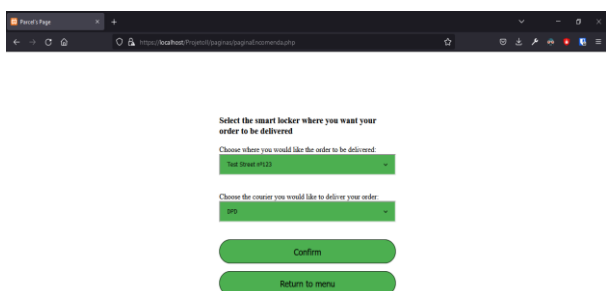 Parcel's Page
https://localhost/ProjetoII/paginas/paginaEncomenda.php
Select the smart locker where you want your
order to be delivered
Choose where you would like the order to be delivered:
Test Street nº123
Choose the courier you would like to deliver your order:
DPD
Confirm
Return to menu